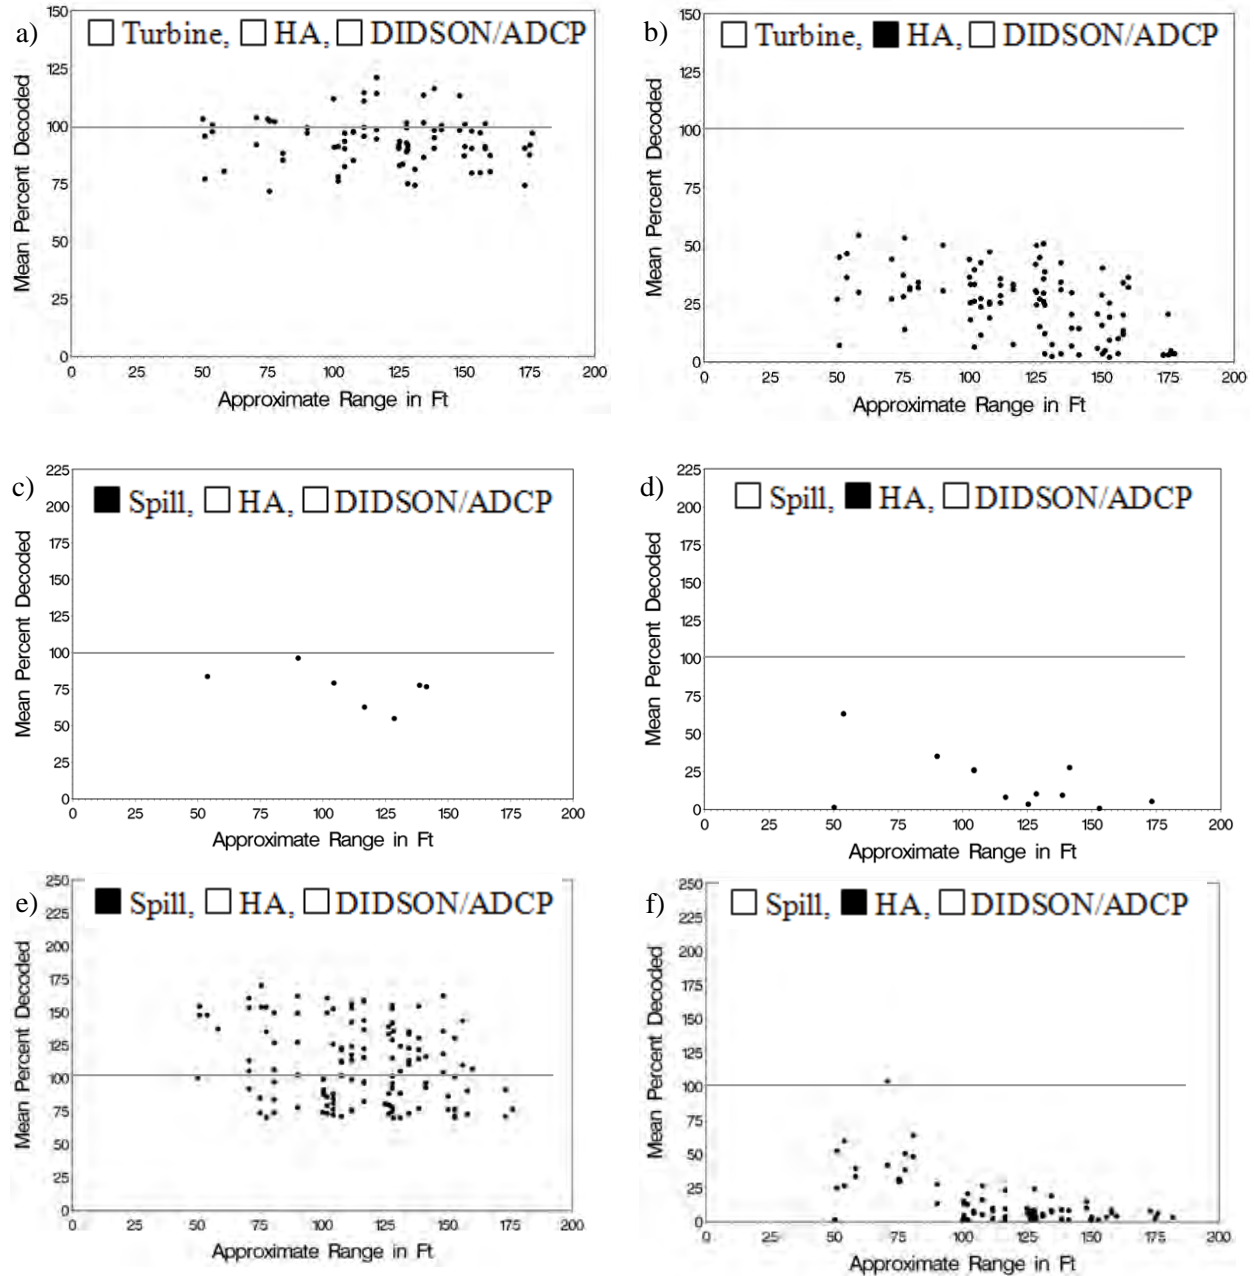 a)
□ Turbine, □ HA, □ DIDSON/ADCP
150
125
100
75
50
25
0
Mean Percent Decoded
0 25 50 75 100 125 150 175 200
Approximate Range in Ft
b)
□ Turbine, ■ HA, □ DIDSON/ADCP
150
125
100
75
50
25
0
Mean Percent Decoded
0 25 50 75 100 125 150 175 200
Approximate Range in Ft
c)
■ Spill, □ HA, □ DIDSON/ADCP
225
200
175
150
125
100
75
50
25
0
Mean Percent Decoded
0 25 50 75 100 125 150 175 200
Approximate Range in Ft
d)
□ Spill, ■ HA, □ DIDSON/ADCP
225
200
175
150
125
100
75
50
25
0
Mean Percent Decoded
0 25 50 75 100 125 150 175 200
Approximate Range in Ft
e)
■ Spill, □ HA, □ DIDSON/ADCP
250
225
200
175
150
125
100
75
50
25
0
Mean Percent Decoded
0 25 50 75 100 125 150 175 200
Approximate Range in Ft
f)
□ Spill, ■ HA, □ DIDSON/ADCP
250
225
200
175
150
125
100
75
50
25
0
Mean Percent Decoded
0 25 50 75 100 125 150 175 200
Approximate Range in Ft